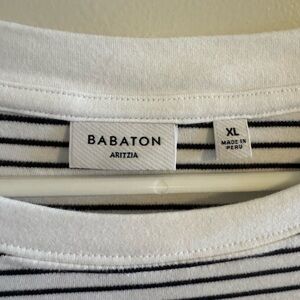 BABATON
ARITZIA
XL
MADE IN
PERU